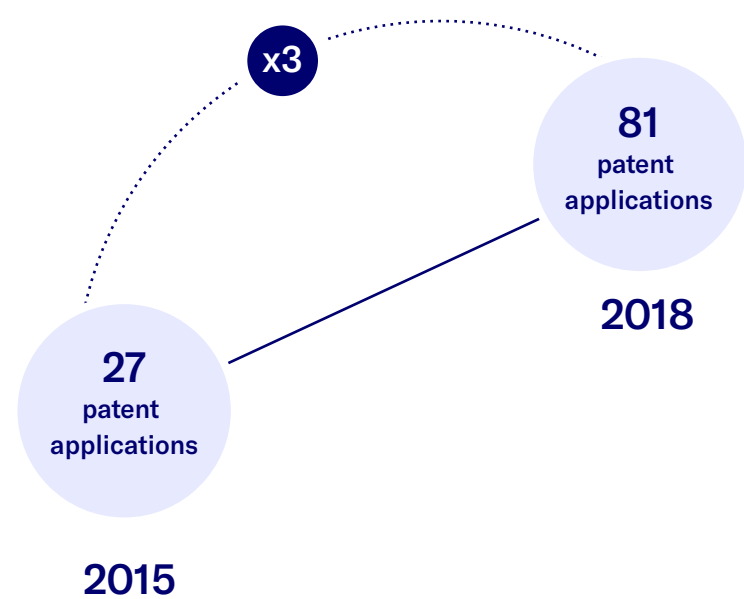 x3
81
patent
applications
2018
27
patent
applications
2015